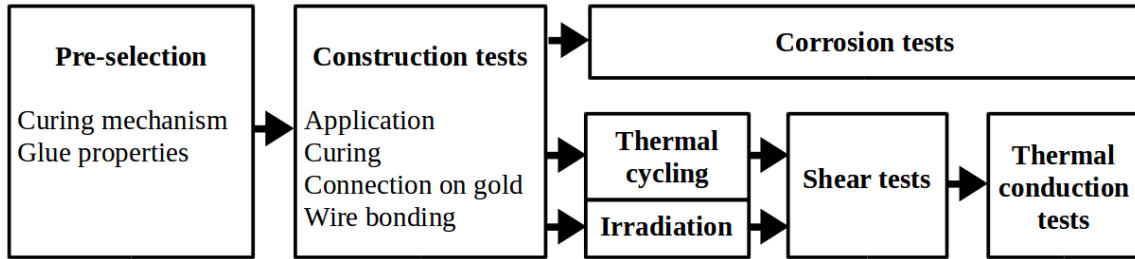 Pre-selection
Curing mechanism
Glue properties
Construction tests
Application
Curing
Connection on gold
Wire bonding
Corrosion tests
Thermal
cycling
Irradiation
Shear tests
Thermal
conduction
tests